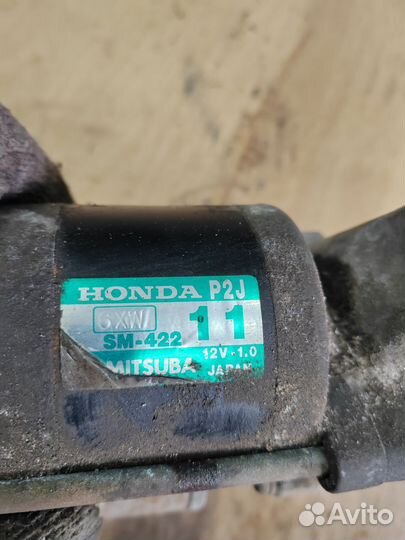 HONDA P2J
6XW/ 11
SM-422
12V-1.0
MITSUBA JAPAN
Avito